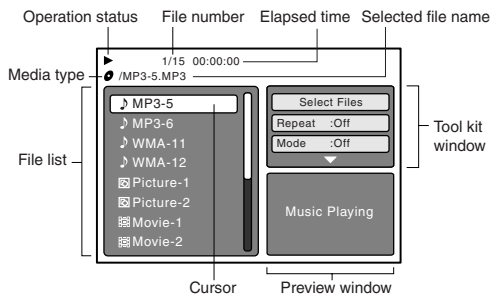 Operation status File number Elapsed time Selected file name
1/15 00:00:00
Media type /MP3-5.MP3
MP3-5
MP3-6
WMA-11
WMA-12
Picture-1
Picture-2
Movie-1
Movie-2
File list
Select Files
Repeat :Off
Mode :Off
Tool kit
window
Music Playing
Cursor Preview window